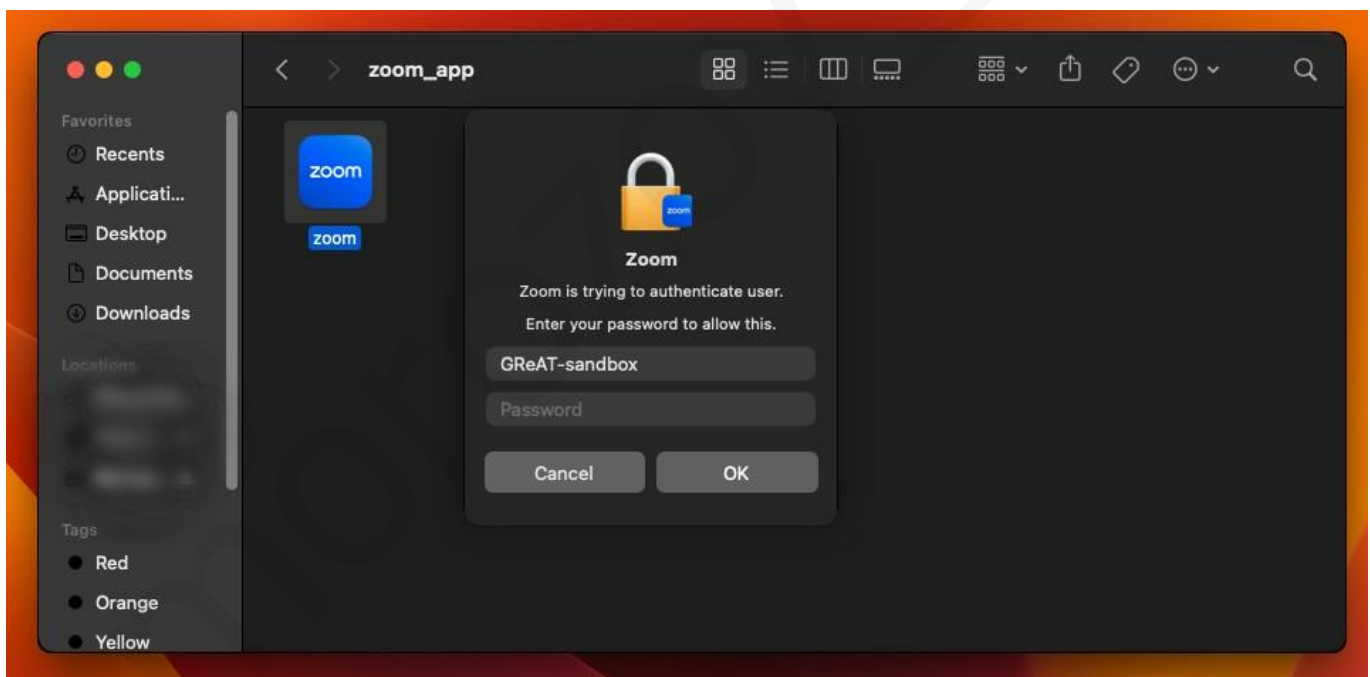 zoom_app
Favorites
Recents
Applicati...
Desktop
Documents
Downloads
Locations
Tags
Red
Orange
Yellow
zoom
zoom
zoom
Zoom
Zoom is trying to authenticate user.
Enter your password to allow this.
GReAT-sandbox
Password
Cancel
OK